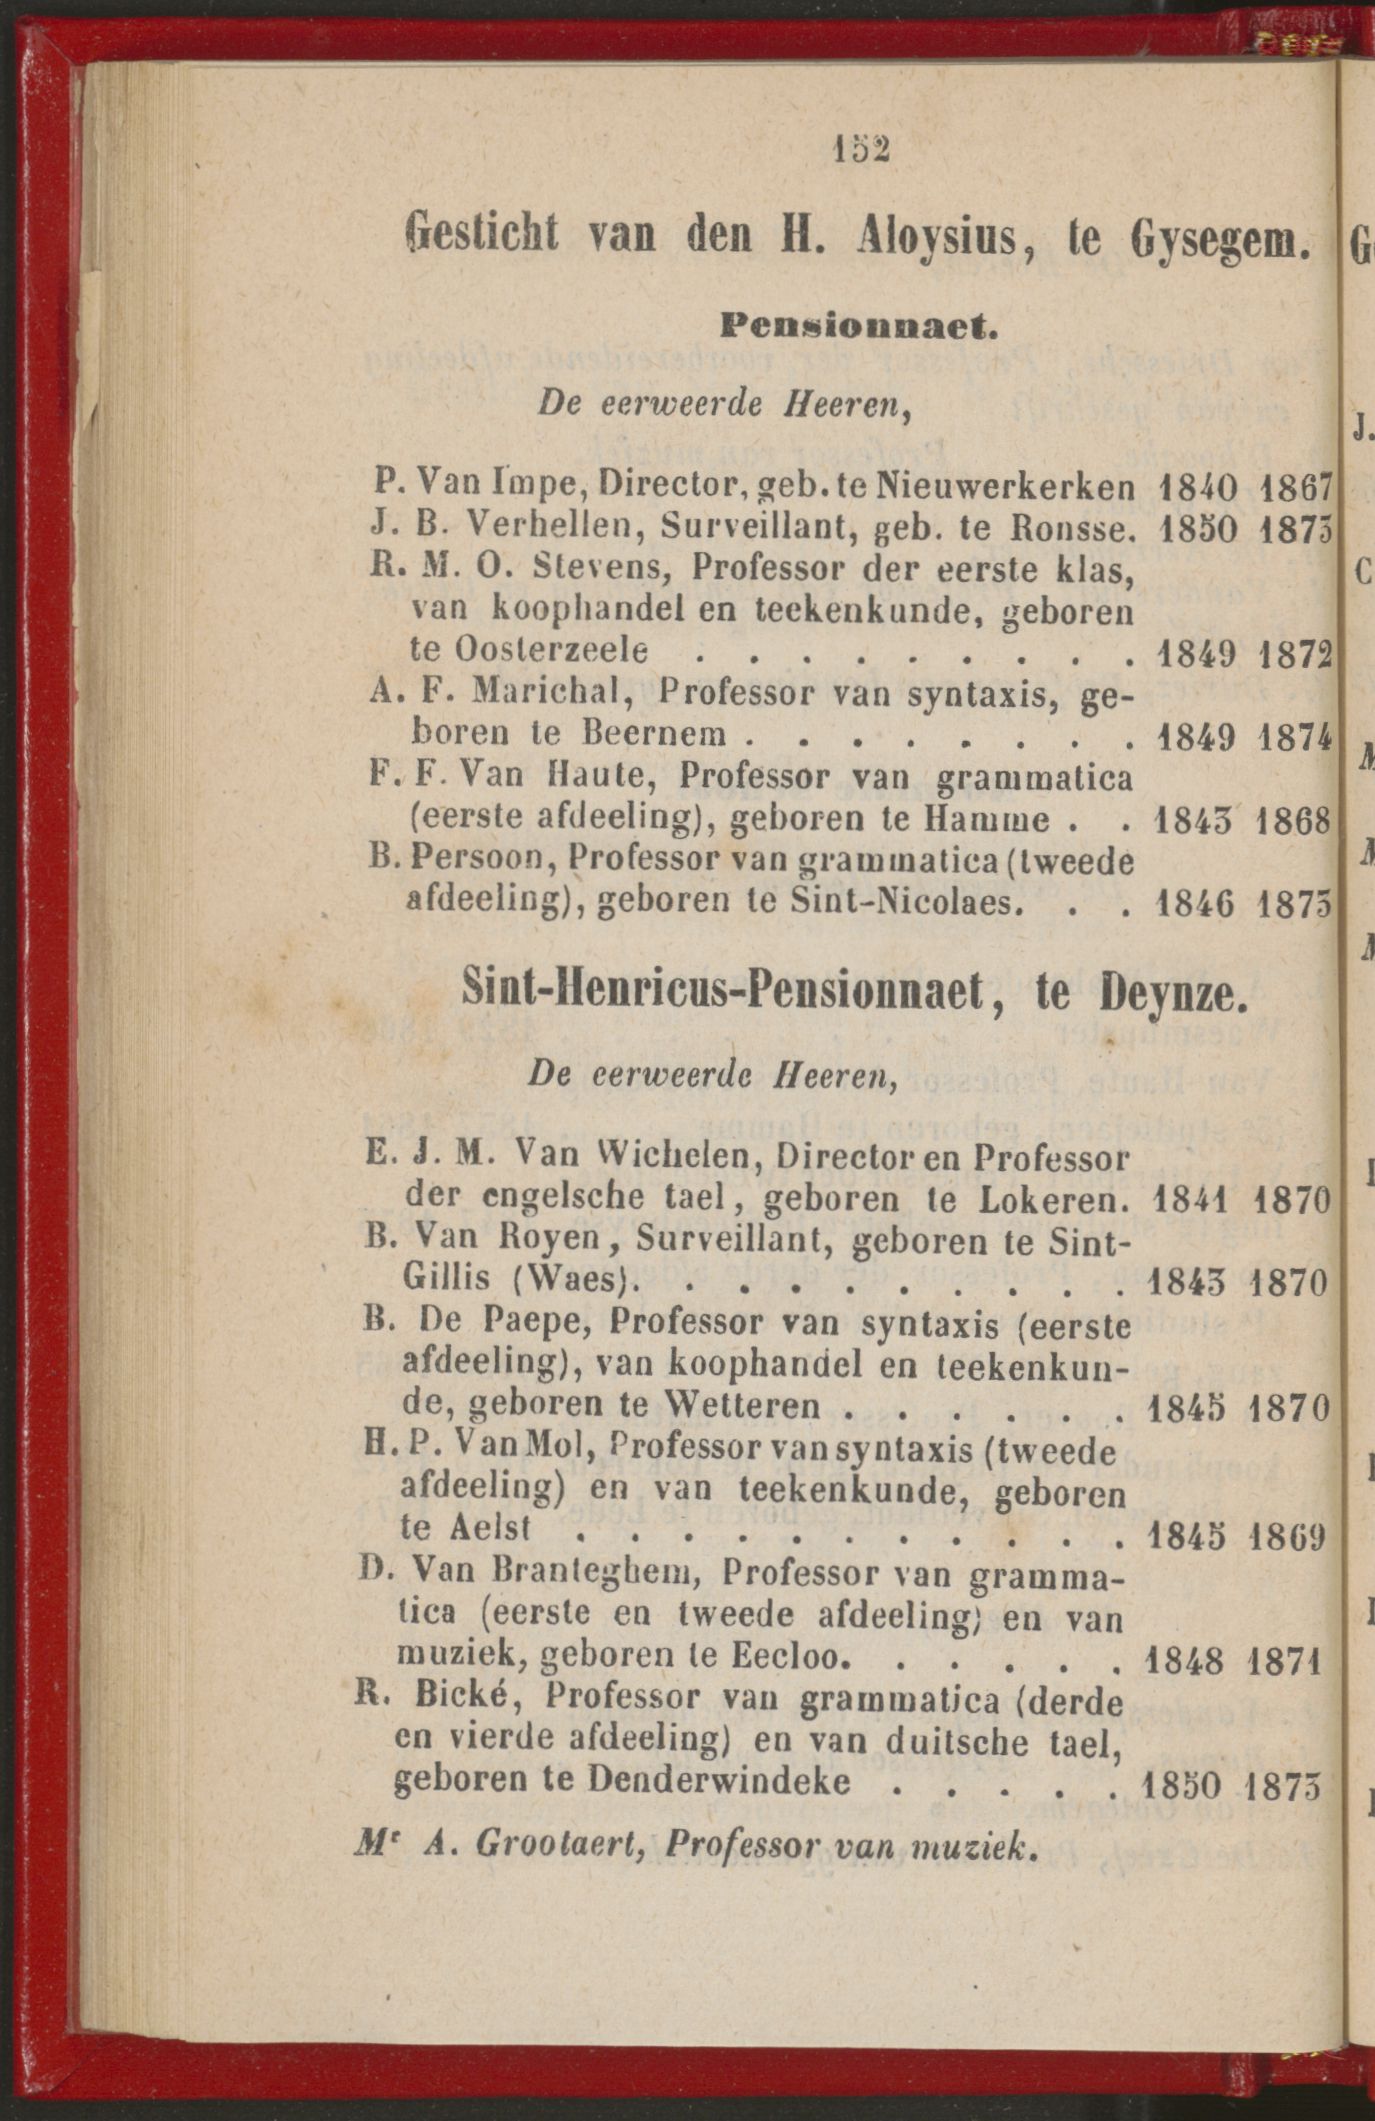 152
Gesticht van den H. Aloysius, te Gysegem.
Pensionnaet.
De eerweerde Heeren,
P. Van Impe, Director, geb. te Nieuwerkerken 1840 1867
J. B. Verhellen, Surveillant, geb. te Ronsse. 1850 1873
R. M. O. Stevens, Professor der eerste klas,
van koophandel en teekenkunde, geboren
te Oosterzeele . . . . . . . . . 1849 1872
A. F. Marichal, Professor van syntaxis, ge-
boren te Beernem . . . . . . . . 1849 1874
F. F. Van Haute, Professor van grammatica
(eerste afdeeling), geboren te Hamme . . 1843 1868
B. Persoon, Professor van grammatica (tweede
afdeeling), geboren te Sint-Nicolaes. . . 1846 1873
Sint-Henricus-Pensionnaet, te Deynze.
De eerweerde Heeren,
E. J. M. Van Wichelen, Director en Professor
der engelsche tael, geboren te Lokeren. 1841 1870
B. Van Royen, Surveillant, geboren te Sint-
Gillis (Waes). . . . . . . . . . 1843 1870
B. De Paepe, Professor van syntaxis (eerste
afdeeling), van koophandel en teekenkun-
de, geboren te Wetteren . . . . . . 1845 1870
H. P. Van Mol, Professor van syntaxis (tweede
afdeeling) en van teekenkunde, geboren
te Aelst . . . . . . . . . . . 1845 1869
D. Van Branteghem, Professor van gramma-
tica (eerste en tweede afdeeling) en van
muziek, geboren te Eecloo. . . . . . 1848 1871
R. Bické, Professor van grammatica (derde
en vierde afdeeling) en van duitsche tael,
geboren te Denderwindeke . . . . . 1850 1873
Mr A. Grootaert, Professor van muziek.